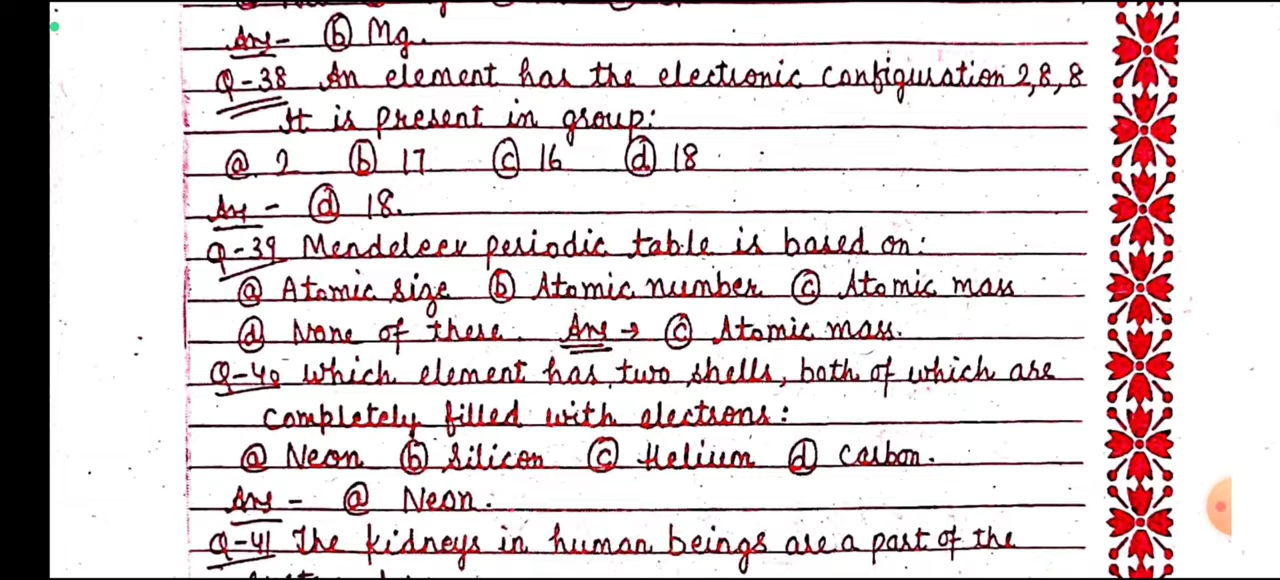 Ans- (b) Mg.
Q-38 An element has the electronic configuration 2,8,8
It is present in group:
(a) 2 (b) 17 (c) 16 (d) 18
Ans- (d) 18.
Q-39 Mendeleev periodic table is based on:
(a) Atomic size (b) Atomic number (c) Atomic mass
(d) None of these. Ans → (c) Atomic mass.
Q-40 Which element has two shells, both of which are
completely filled with electrons:
(a) Neon (b) Silicon (c) Helium (d) Carbon.
Ans- (a) Neon.
Q-41 The kidneys in human beings are a part of the